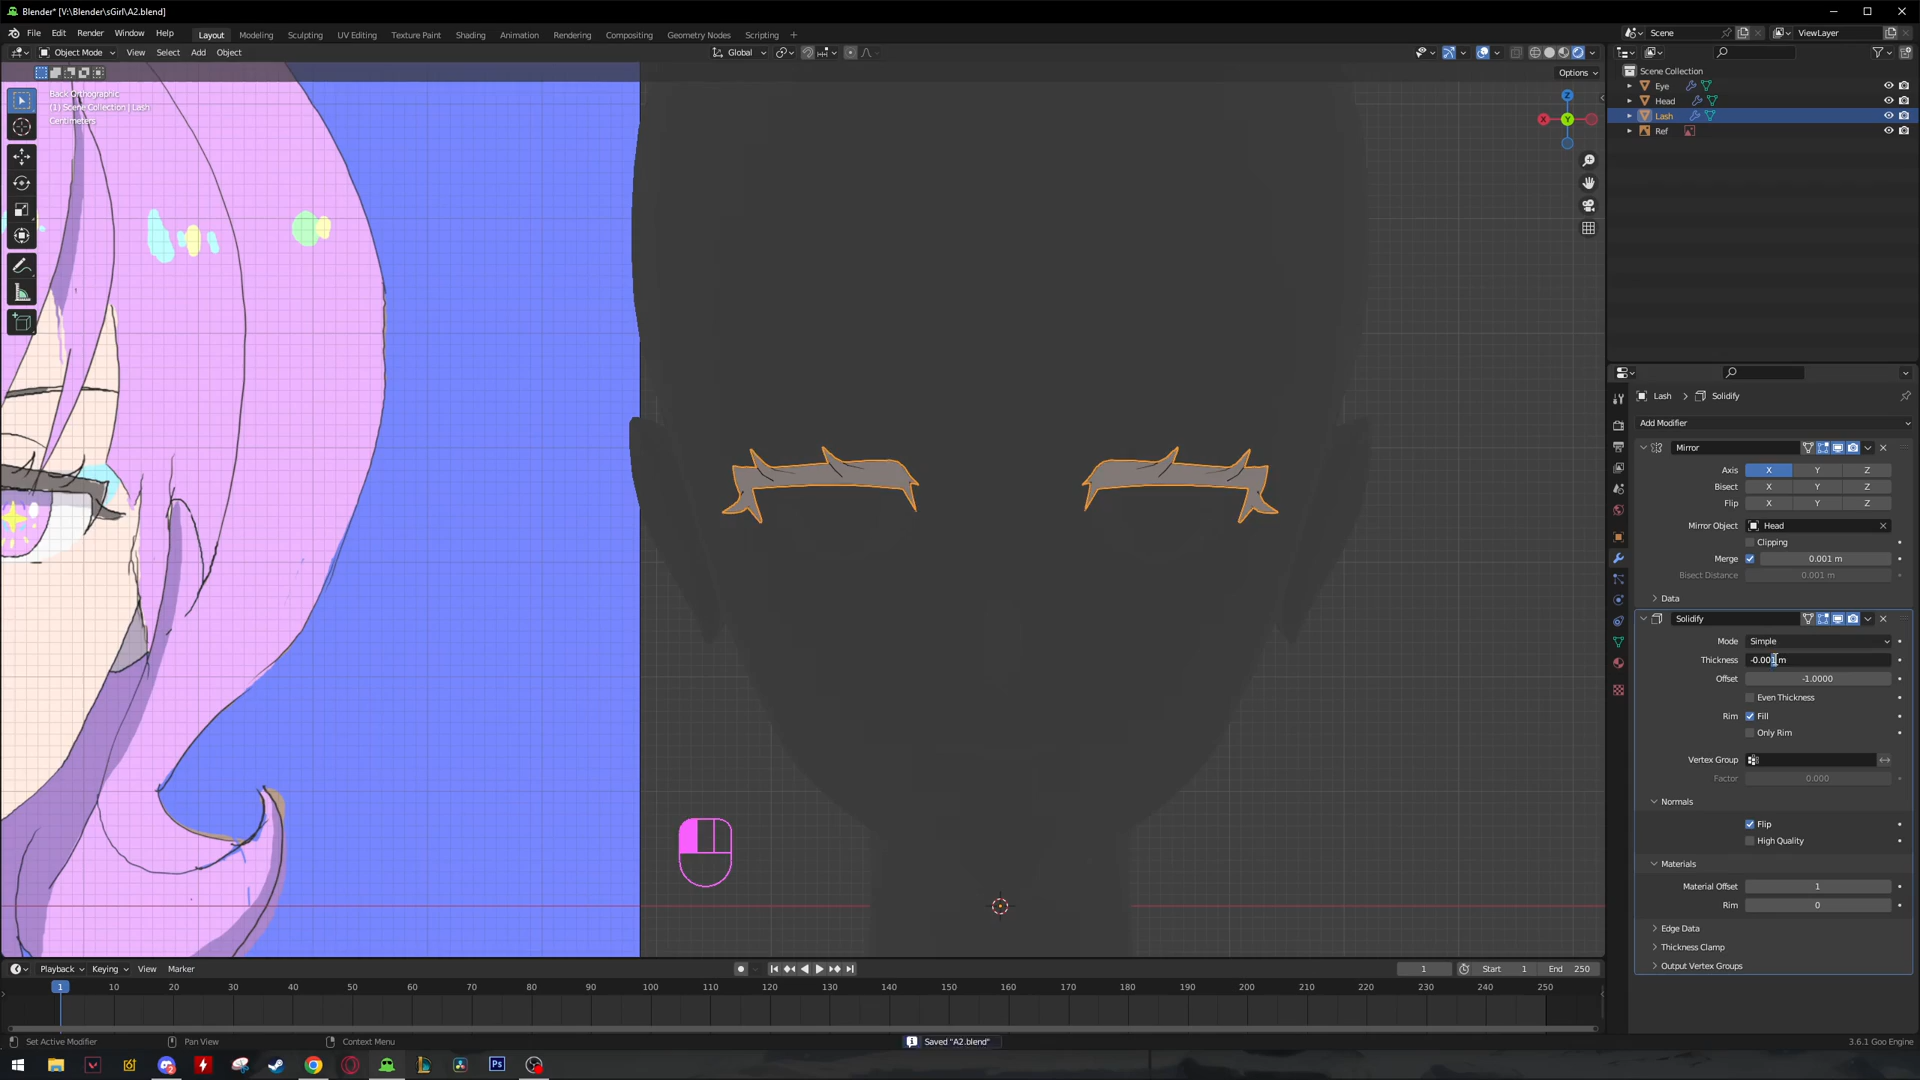 Blender* [V:\Blender\sGirl\A2.blend]
File Edit Render Window Help Layout Modeling Sculpting UV Editing Texture Paint Shading Animation Rendering Compositing Geometry Nodes Scripting + Scene ViewLayer
Object Mode View Select Add Object Global
Options
Back Orthographic
(1) Scene Collection | Lash
Centimeters
Z
X
Y
Scene Collection
Eye
Head
Lash
Ref
Lash > Solidify
Add Modifier
Mirror
Axis X Y Z
Bisect X Y Z
Flip X Y Z
Mirror Object Head
Clipping
Merge 0.001 m
Bisect Distance 0.001 m
Data
Solidify
Mode Simple
Thickness -0.001 m
Offset -1.0000
Even Thickness
Rim Fill
Only Rim
Vertex Group
Factor 0.000
Normals
Flip
High Quality
Materials
Material Offset 1
Rim 0
Edge Data
Thickness Clamp
Output Vertex Groups
Playback Keying View Marker 1 Start 1 End 250
1 10 20 30 40 50 60 70 80 90 100 110 120 130 140 150 160 170 180 190 200 210 220 230 240 250
Set Active Modifier Pan View Context Menu Saved "A2.blend" 3.6.1 Goo Engine
Ps